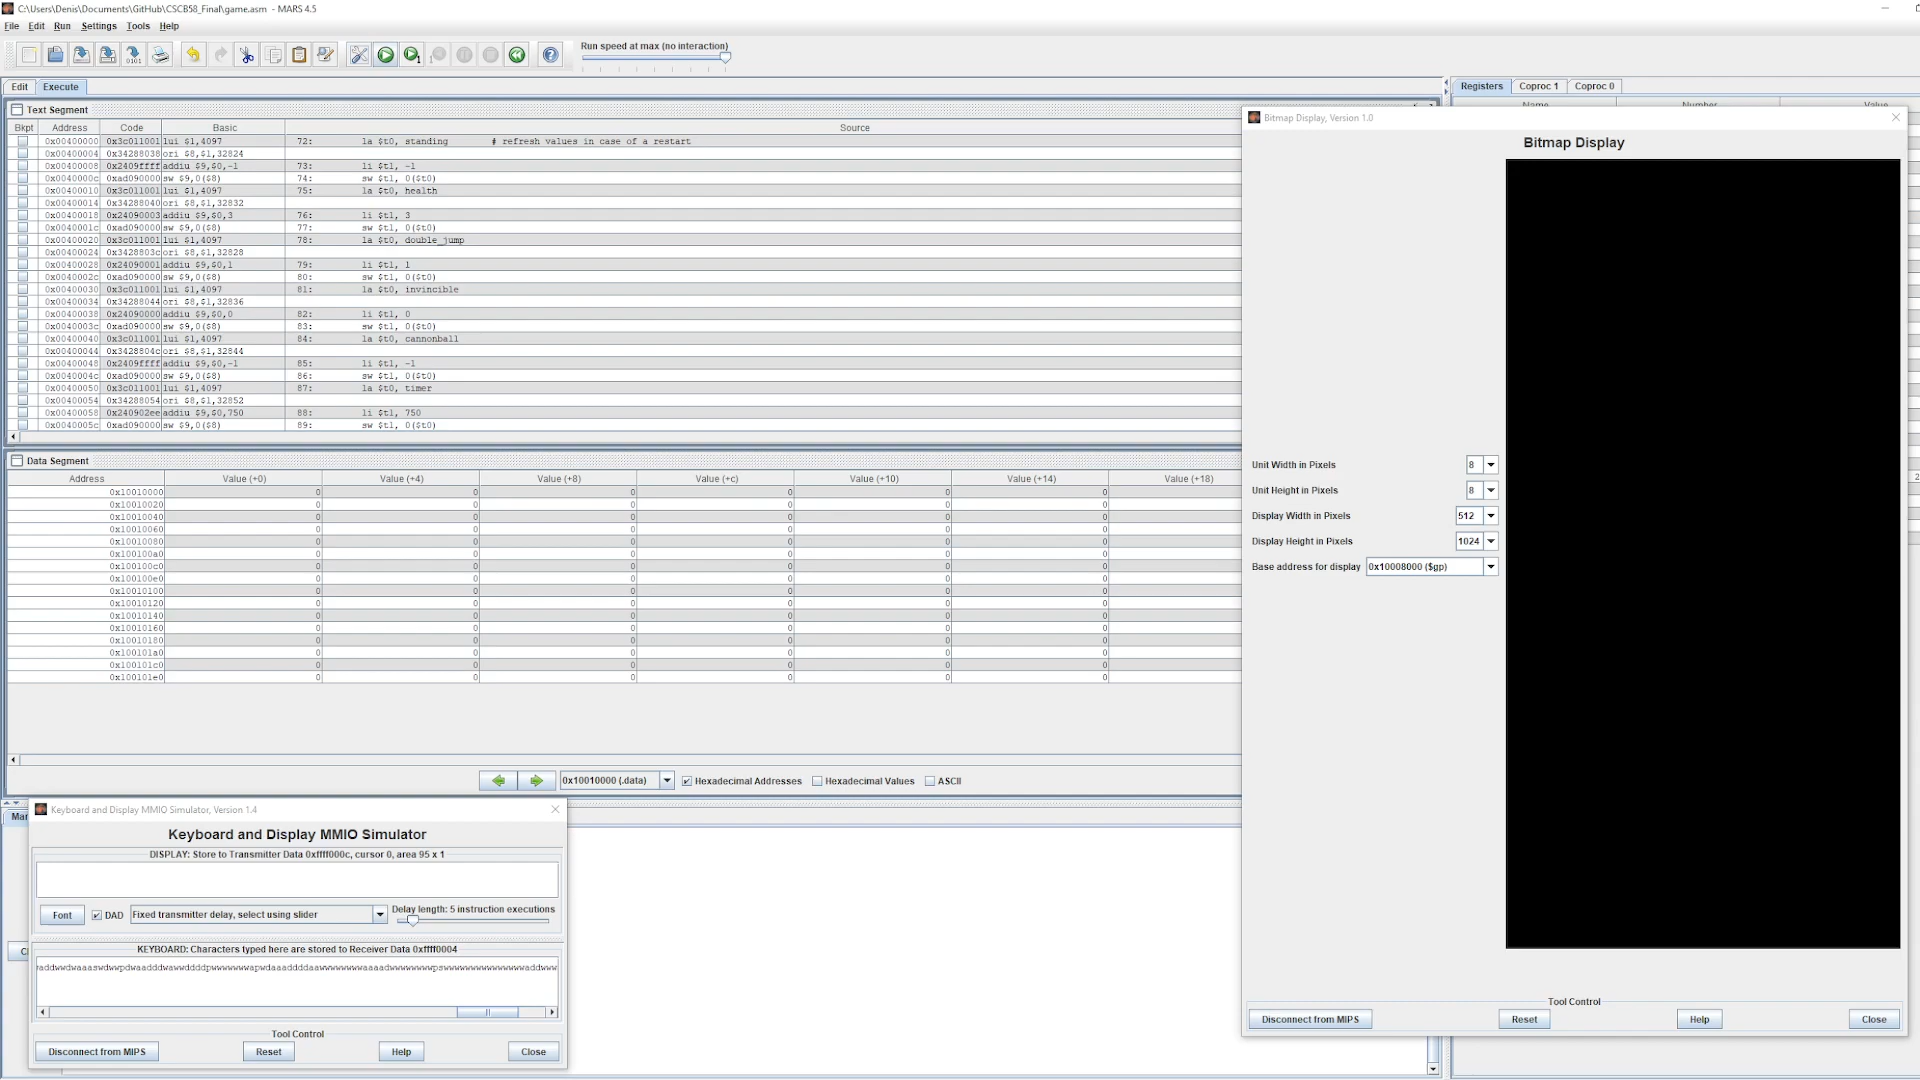 C:\Users\Denis\Documents\GitHub\CSCB58_Final\game.asm - MARS 4.5
File Edit Run Settings Tools Help
Run speed at max (no interaction)
Edit Execute
Text Segment
Bkpt Address Code Basic Source
0x00400000 0x3c011001 lui $1,4097 72: la $t0, standing # refresh values in case of a restart
0x00400004 0x34288038 ori $8,$1,32824
0x00400008 0x2409ffff addiu $9,$0,-1 73: li $t1, -1
0x0040000c 0xad090000 sw $9,0($8) 74: sw $t1, 0($t0)
0x00400010 0x3c011001 lui $1,4097 75: la $t0, health
0x00400014 0x34288040 ori $8,$1,32832
0x00400018 0x24090003 addiu $9,$0,3 76: li $t1, 3
0x0040001c 0xad090000 sw $9,0($8) 77: sw $t1, 0($t0)
0x00400020 0x3c011001 lui $1,4097 78: la $t0, double_jump
0x00400024 0x3428803c ori $8,$1,32828
0x00400028 0x24090001 addiu $9,$0,1 79: li $t1, 1
0x0040002c 0xad090000 sw $9,0($8) 80: sw $t1, 0($t0)
0x00400030 0x3c011001 lui $1,4097 81: la $t0, invincible
0x00400034 0x34288044 ori $8,$1,32836
0x00400038 0x24090000 addiu $9,$0,0 82: li $t1, 0
0x0040003c 0xad090000 sw $9,0($8) 83: sw $t1, 0($t0)
0x00400040 0x3c011001 lui $1,4097 84: la $t0, cannonball
0x00400044 0x3428804c ori $8,$1,32844
0x00400048 0x2409ffff addiu $9,$0,-1 85: li $t1, -1
0x0040004c 0xad090000 sw $9,0($8) 86: sw $t1, 0($t0)
0x00400050 0x3c011001 lui $1,4097 87: la $t0, timer
0x00400054 0x34288054 ori $8,$1,32852
0x00400058 0x240902ee addiu $9,$0,750 88: li $t1, 750
0x0040005c 0xad090000 sw $9,0($8) 89: sw $t1, 0($t0)
Data Segment
Address Value (+0) Value (+4) Value (+8) Value (+c) Value (+10) Value (+14) Value (+18)
0x10010000 0 0 0 0 0 0
0x10010020 0 0 0 0 0 0
0x10010040 0 0 0 0 0 0
0x10010060 0 0 0 0 0 0
0x10010080 0 0 0 0 0 0
0x100100a0 0 0 0 0 0 0
0x100100c0 0 0 0 0 0 0
0x100100e0 0 0 0 0 0 0
0x10010100 0 0 0 0 0 0
0x10010120 0 0 0 0 0 0
0x10010140 0 0 0 0 0 0
0x10010160 0 0 0 0 0 0
0x10010180 0 0 0 0 0 0
0x100101a0 0 0 0 0 0 0
0x100101c0 0 0 0 0 0 0
0x100101e0 0 0 0 0 0 0
0x10010000 (.data) Hexadecimal Addresses Hexadecimal Values ASCII
Keyboard and Display MMIO Simulator, Version 1.4
Keyboard and Display MMIO Simulator
DISPLAY: Store to Transmitter Data 0xffff000c, cursor 0, area 95 x 1
Font DAD Fixed transmitter delay, select using slider Delay length: 5 instruction executions
KEYBOARD: Characters typed here are stored to Receiver Data 0xffff0004
Tool Control
Disconnect from MIPS Reset Help Close
Registers Coproc 1 Coproc 0
Name Number Value
Bitmap Display, Version 1.0
Bitmap Display
Unit Width in Pixels 8
Unit Height in Pixels 8
Display Width in Pixels 512
Display Height in Pixels 1024
Base address for display 0x10008000 ($gp)
Tool Control
Disconnect from MIPS Reset Help Close